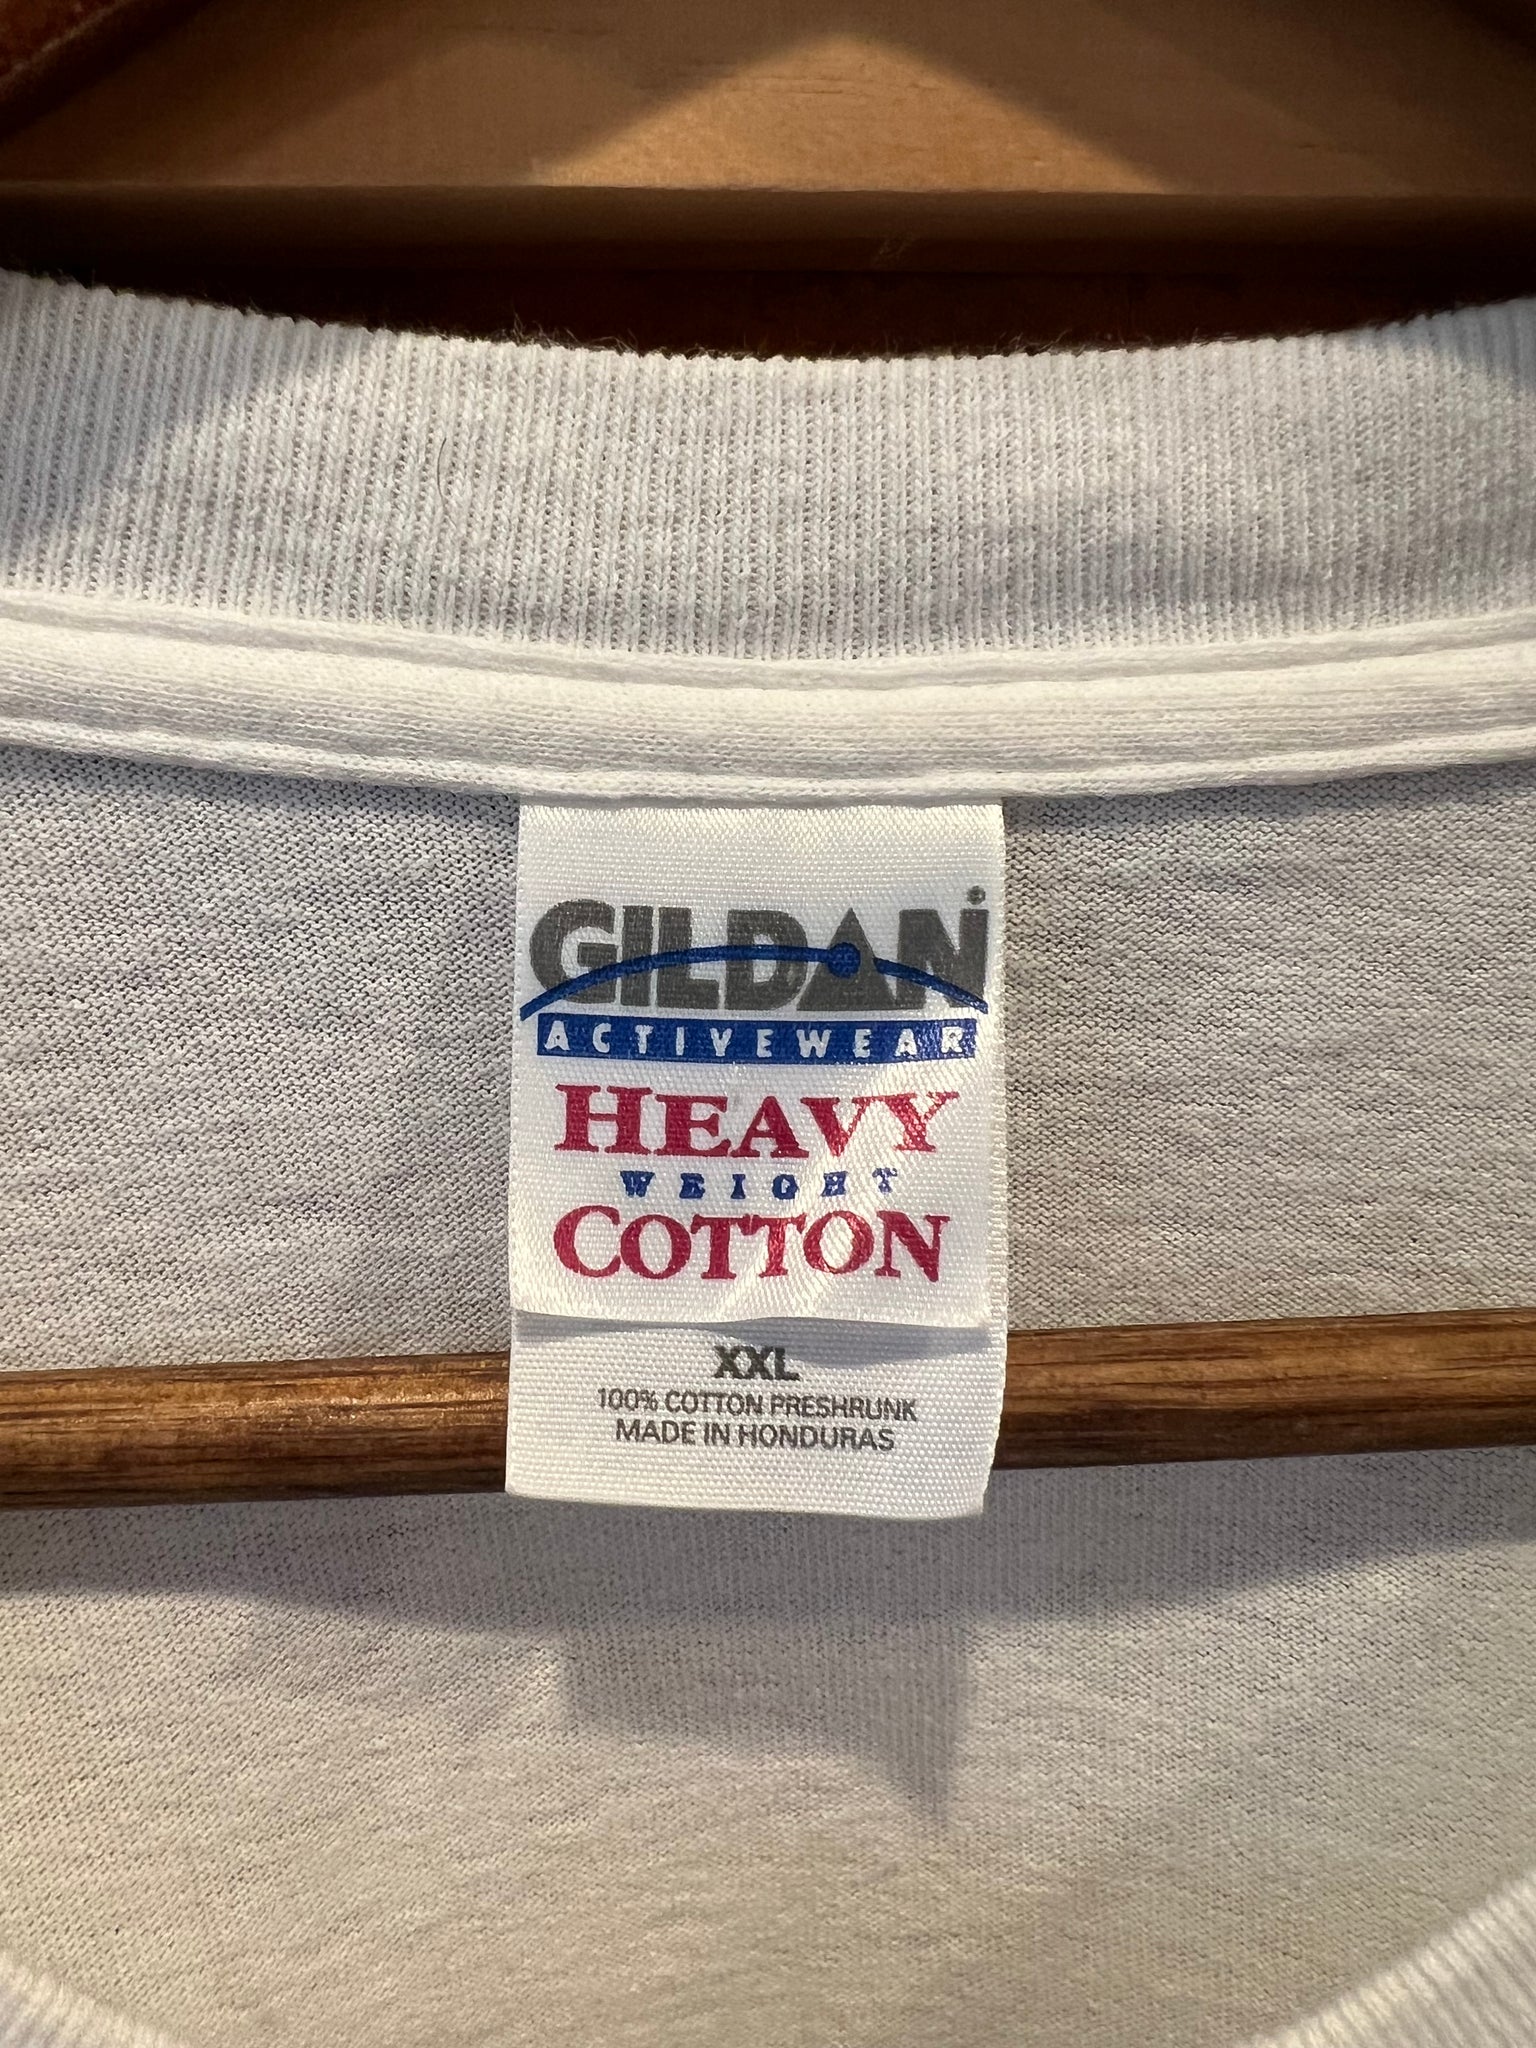 GILDAN®
ACTIVEWEAR
HEAVY
WEIGHT
COTTON
XXL
100% COTTON PRESHRUNK
MADE IN HONDURAS